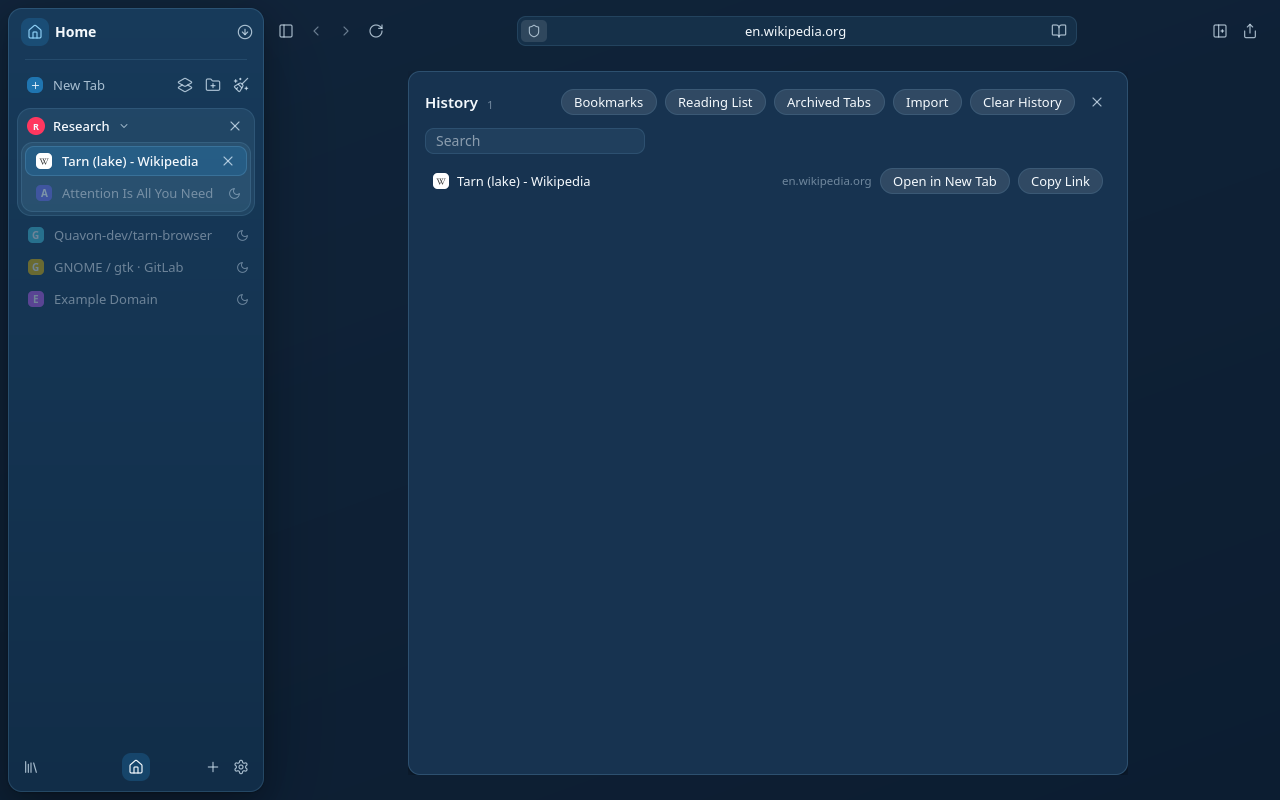 Home
New Tab
R Research
W Tarn (lake) - Wikipedia
A Attention Is All You Need
G Quavon-dev/tarn-browser
G GNOME / gtk · GitLab
E Example Domain
en.wikipedia.org
History 1
Bookmarks
Reading List
Archived Tabs
Import
Clear History
Search
W Tarn (lake) - Wikipedia
en.wikipedia.org
Open in New Tab
Copy Link